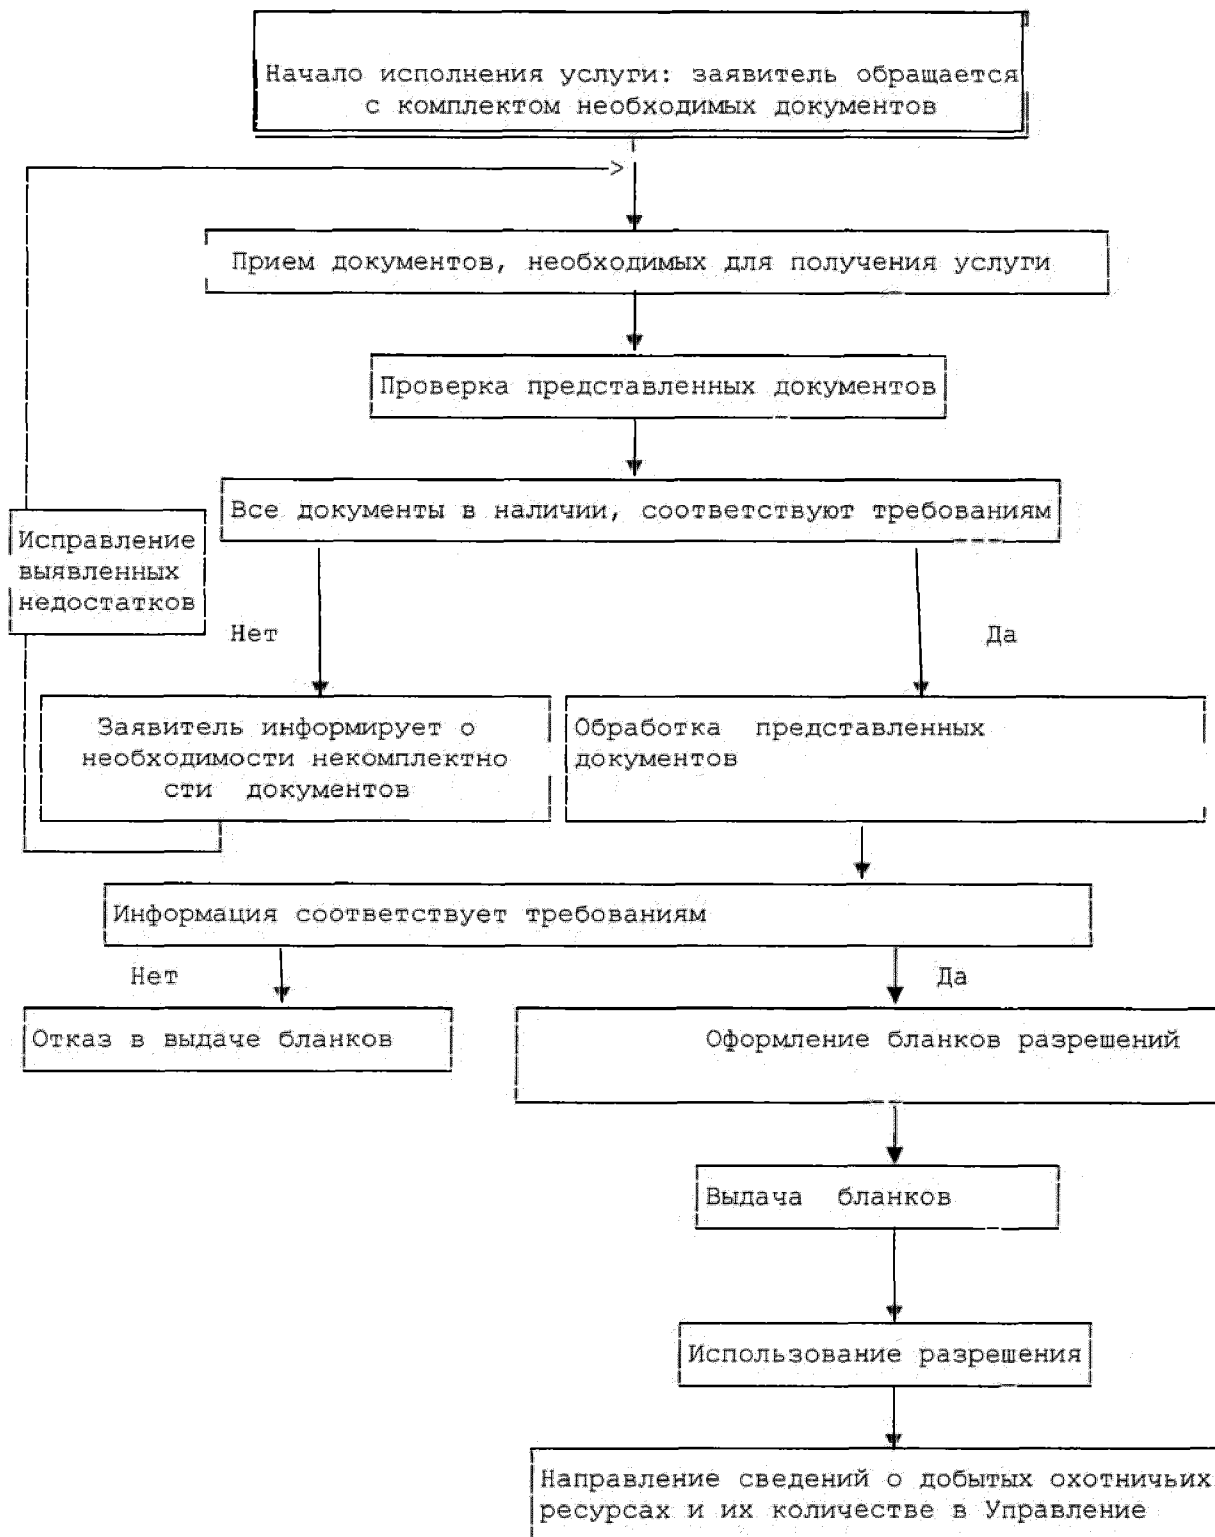 Начало исполнения услуги: заявитель обращается
с комплектом необходимых документов
>
Прием документов, необходимых для получения услуги
Проверка представленных документов
Все документы в наличии, соответствуют требованиям
Исправление
выявленных
недостатков
Нет
Да
Заявитель информирует о
необходимости некомплектно
сти документов
Обработка представленных
документов
Информация соответствует требованиям
Нет
Да
Отказ в выдаче бланков
Оформление бланков разрешений
Выдача бланков
Использование разрешения
Направление сведений о добытых охотничьих
ресурсах и их количестве в Управление